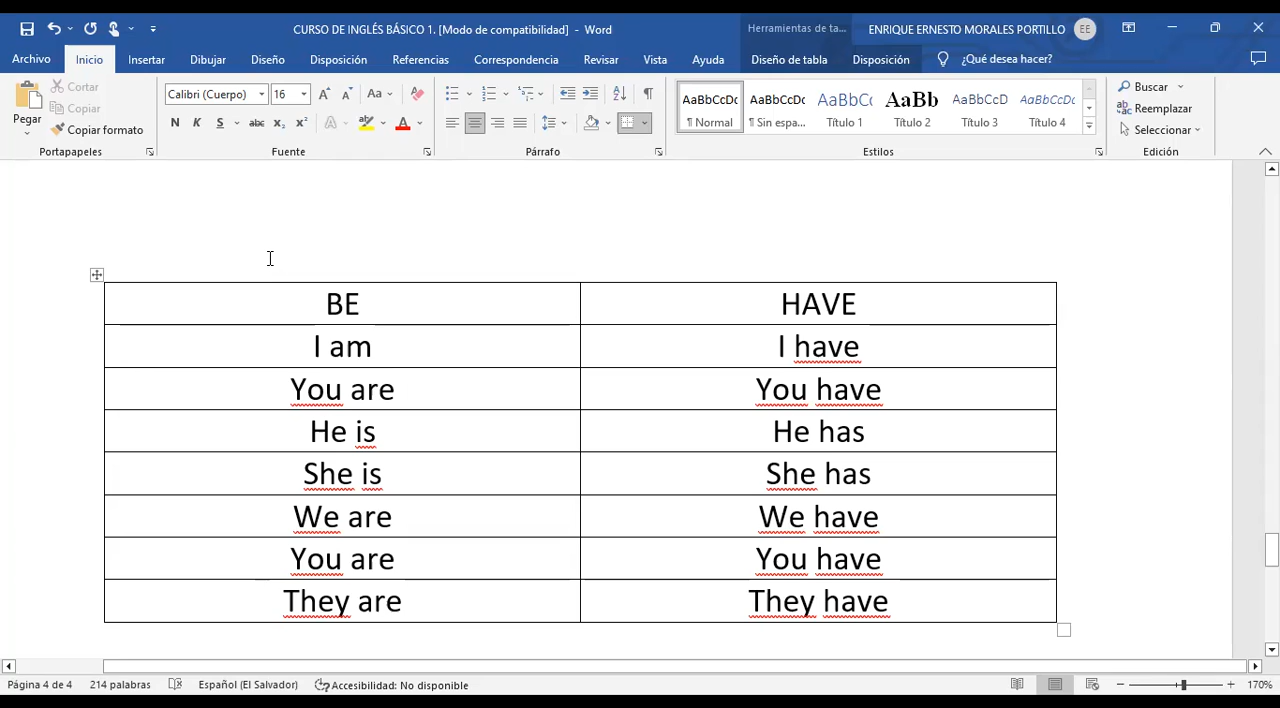 CURSO DE INGLÉS BÁSICO 1. [Modo de compatibilidad] - Word
Herramientas de ta...
ENRIQUE ERNESTO MORALES PORTILLO
EE
Archivo Inicio Insertar Dibujar Diseño Disposición Referencias Correspondencia Revisar Vista Ayuda Diseño de tabla Disposición ¿Qué desea hacer?
Pegar
Cortar
Copiar
Copiar formato
Portapapeles
Calibri (Cuerpo) 16 Aa
N K S abc x₂ x² A A
Fuente
Párrafo
AaBbCcDc AaBbCcDc AaBbCc AaBb AaBbCcD AaBbCcDc
¶ Normal ¶ Sin espa... Título 1 Título 2 Título 3 Título 4
Estilos
Buscar
Reemplazar
Seleccionar
Edición
BE HAVE
I am I have
You are You have
He is He has
She is She has
We are We have
You are You have
They are They have
Página 4 de 4 214 palabras Español (El Salvador) Accesibilidad: No disponible 170%